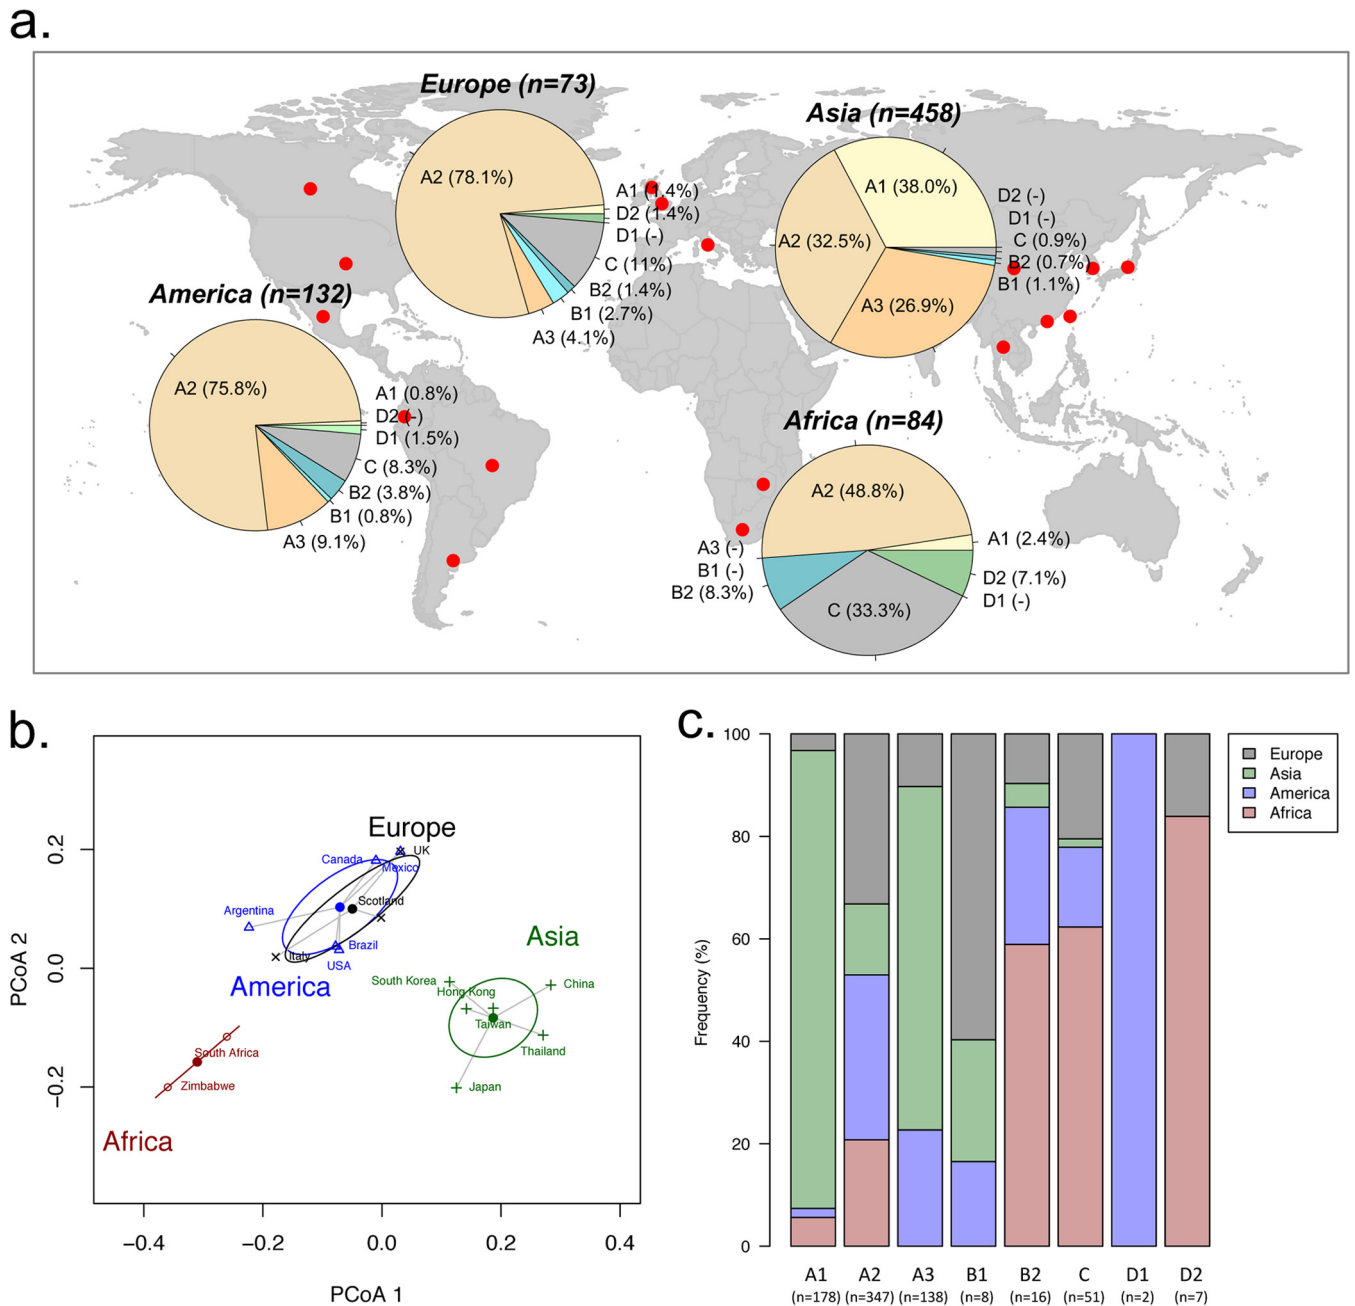 a.
Europe (n=73)
A2 (78.1%)
A1 (1.4%)
D2 (1.4%)
D1 (-)
C (11%)
B2 (1.4%)
B1 (2.7%)
A3 (4.1%)
Asia (n=458)
A1 (38.0%)
A2 (32.5%)
A3 (26.9%)
D2 (-)
D1 (-)
C (0.9%)
B2 (0.7%)
B1 (1.1%)
America (n=132)
A2 (75.8%)
A1 (0.8%)
D2 (-)
D1 (1.5%)
C (8.3%)
B2 (3.8%)
B1 (0.8%)
A3 (9.1%)
Africa (n=84)
A2 (48.8%)
A3 (-)
B1 (-)
B2 (8.3%)
C (33.3%)
A1 (2.4%)
D2 (7.1%)
D1 (-)
b.
PCoA 2
0.2
0.0
−0.2
Europe
UK
Canada
Mexico
Scotland
Argentina
Brazil
Italy
USA
America
Asia
South Korea
China
Hong Kong
Taiwan
Thailand
Japan
South Africa
Zimbabwe
Africa
−0.4
−0.2
0.0
0.2
0.4
PCoA 1
c.
Frequency (%)
100
80
60
40
20
0
Europe
Asia
America
Africa
A1 A2 A3 B1 B2 C D1 D2
(n=178) (n=347) (n=138) (n=8) (n=16) (n=51) (n=2) (n=7)